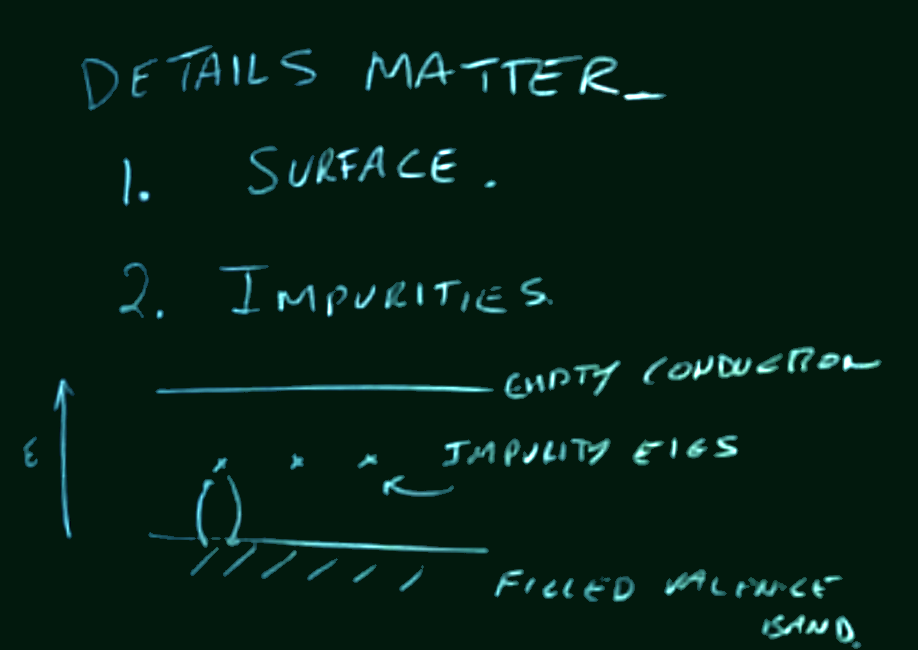 DETAILS MATTER_
1. SURFACE.
2. IMPURITIES.
EMPTY CONDUCTION
E
IMPURITY EIGS
FILLED VALENCE
BAND.